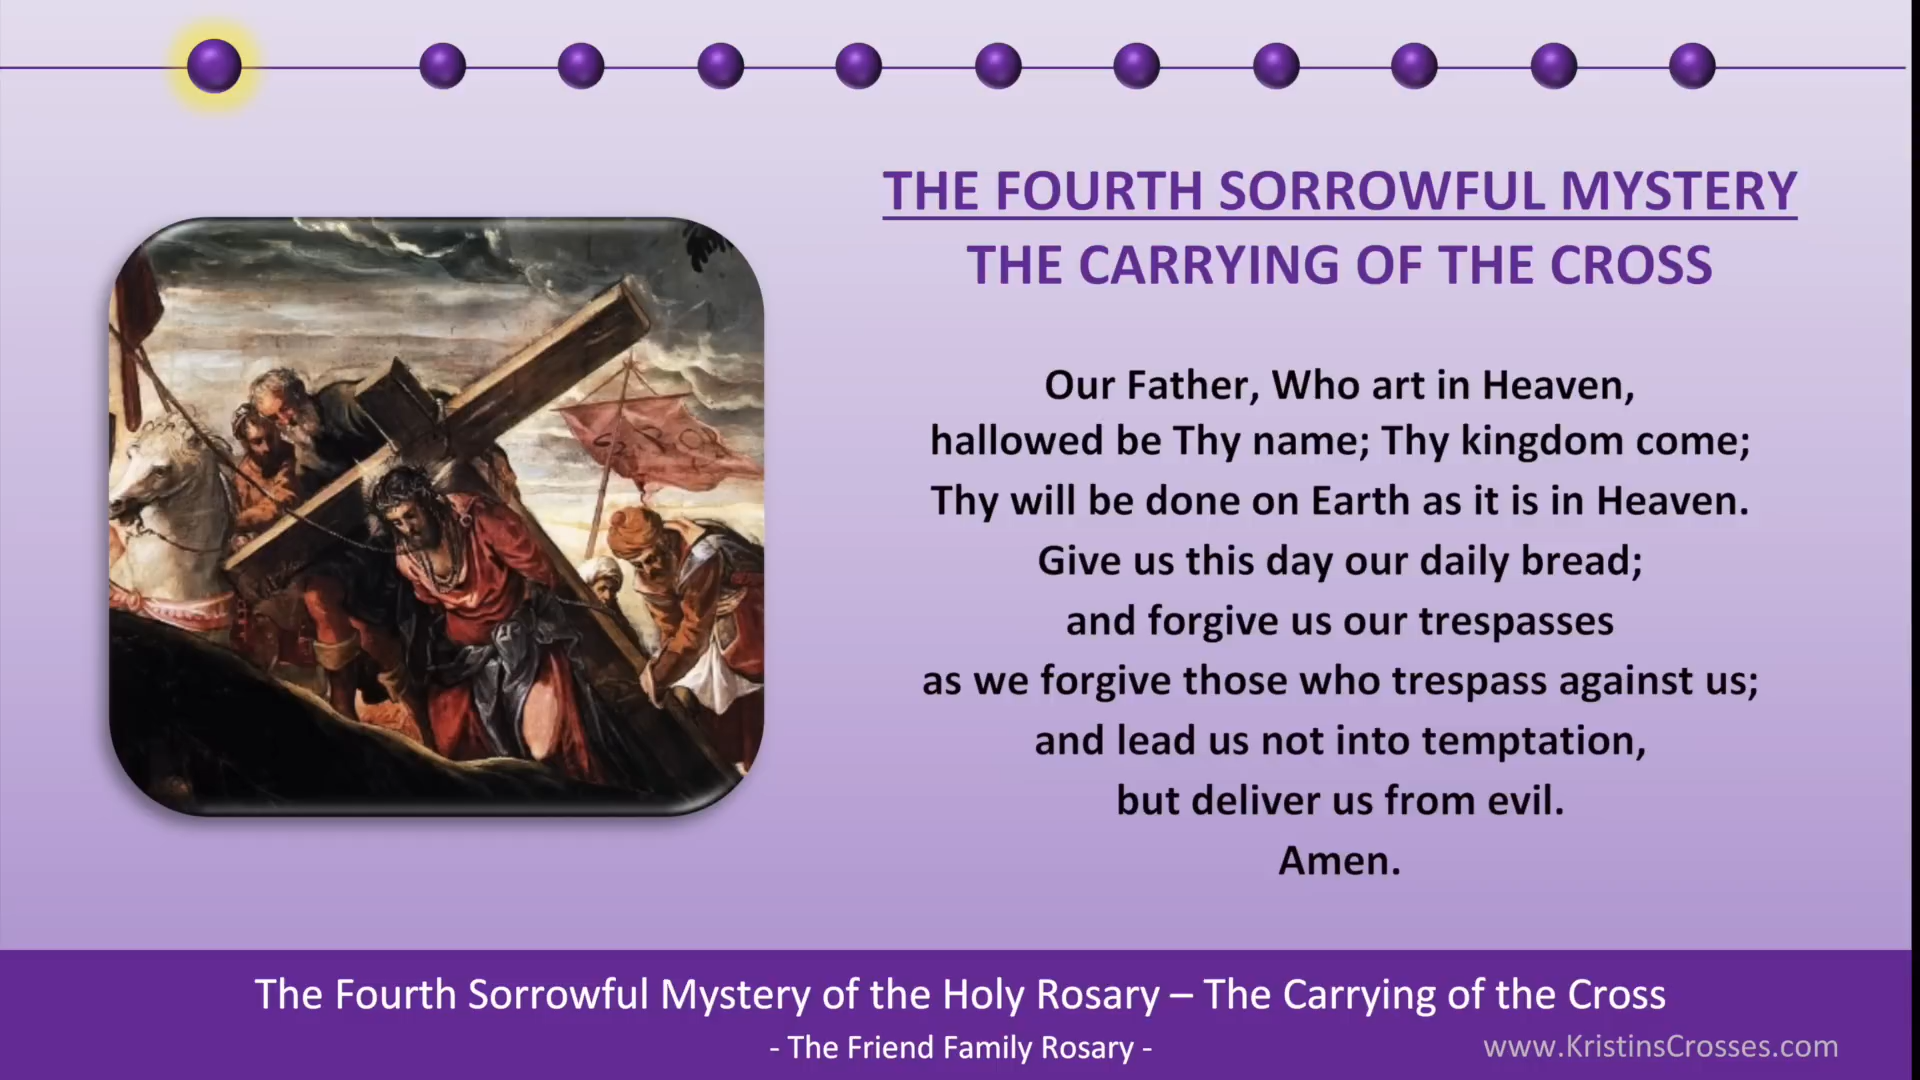 THE FOURTH SORROWFUL MYSTERY
THE CARRYING OF THE CROSS
Our Father, Who art in Heaven,
hallowed be Thy name; Thy kingdom come;
Thy will be done on Earth as it is in Heaven.
Give us this day our daily bread;
and forgive us our trespasses
as we forgive those who trespass against us;
and lead us not into temptation,
but deliver us from evil.
Amen.
The Fourth Sorrowful Mystery of the Holy Rosary – The Carrying of the Cross
- The Friend Family Rosary -
www.KristinsCrosses.com